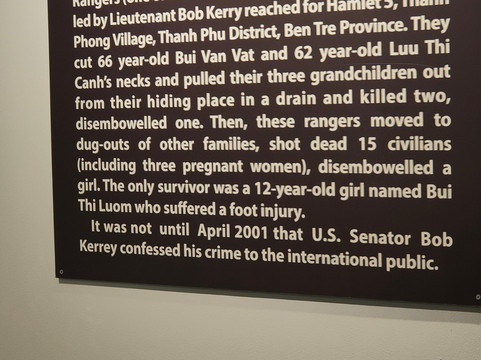 Rangers (one
led by Lieutenant Bob Kerry reached for Hamlet 5, Thanh
Phong Village, Thanh Phu District, Ben Tre Province. They
cut 66 year-old Bui Van Vat and 62 year-old Luu Thi
Canh's necks and pulled their three grandchildren out
from their hiding place in a drain and killed two,
disembowelled one. Then, these rangers moved to
dug-outs of other families, shot dead 15 civilians
(including three pregnant women), disembowelled a
girl. The only survivor was a 12-year-old girl named Bui
Thi Luom who suffered a foot injury.
It was not until April 2001 that U.S. Senator Bob
Kerrey confessed his crime to the international public.